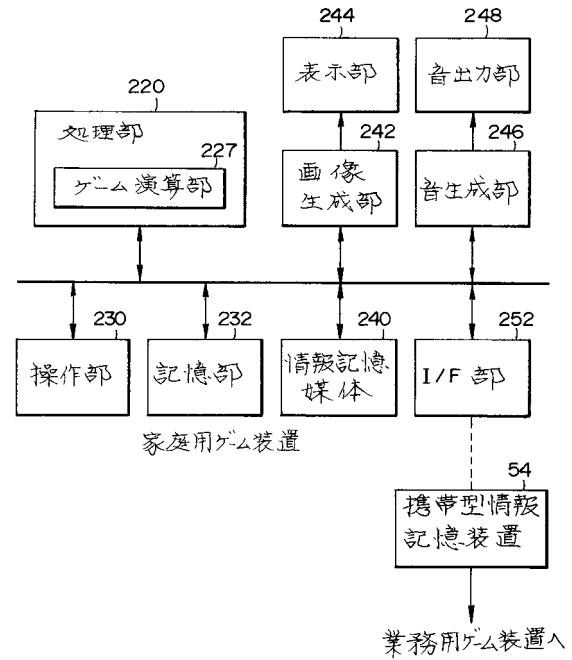 244
248
表示部
音出力部
220
処理部
227
ゲーム演算部
242
画像
生成部
246
音生成部
230
操作部
232
記憶部
240
情報記憶
媒体
252
I/F 部
家庭用ゲーム装置
54
携帯型情報
記憶装置
業務用ゲーム装置へ